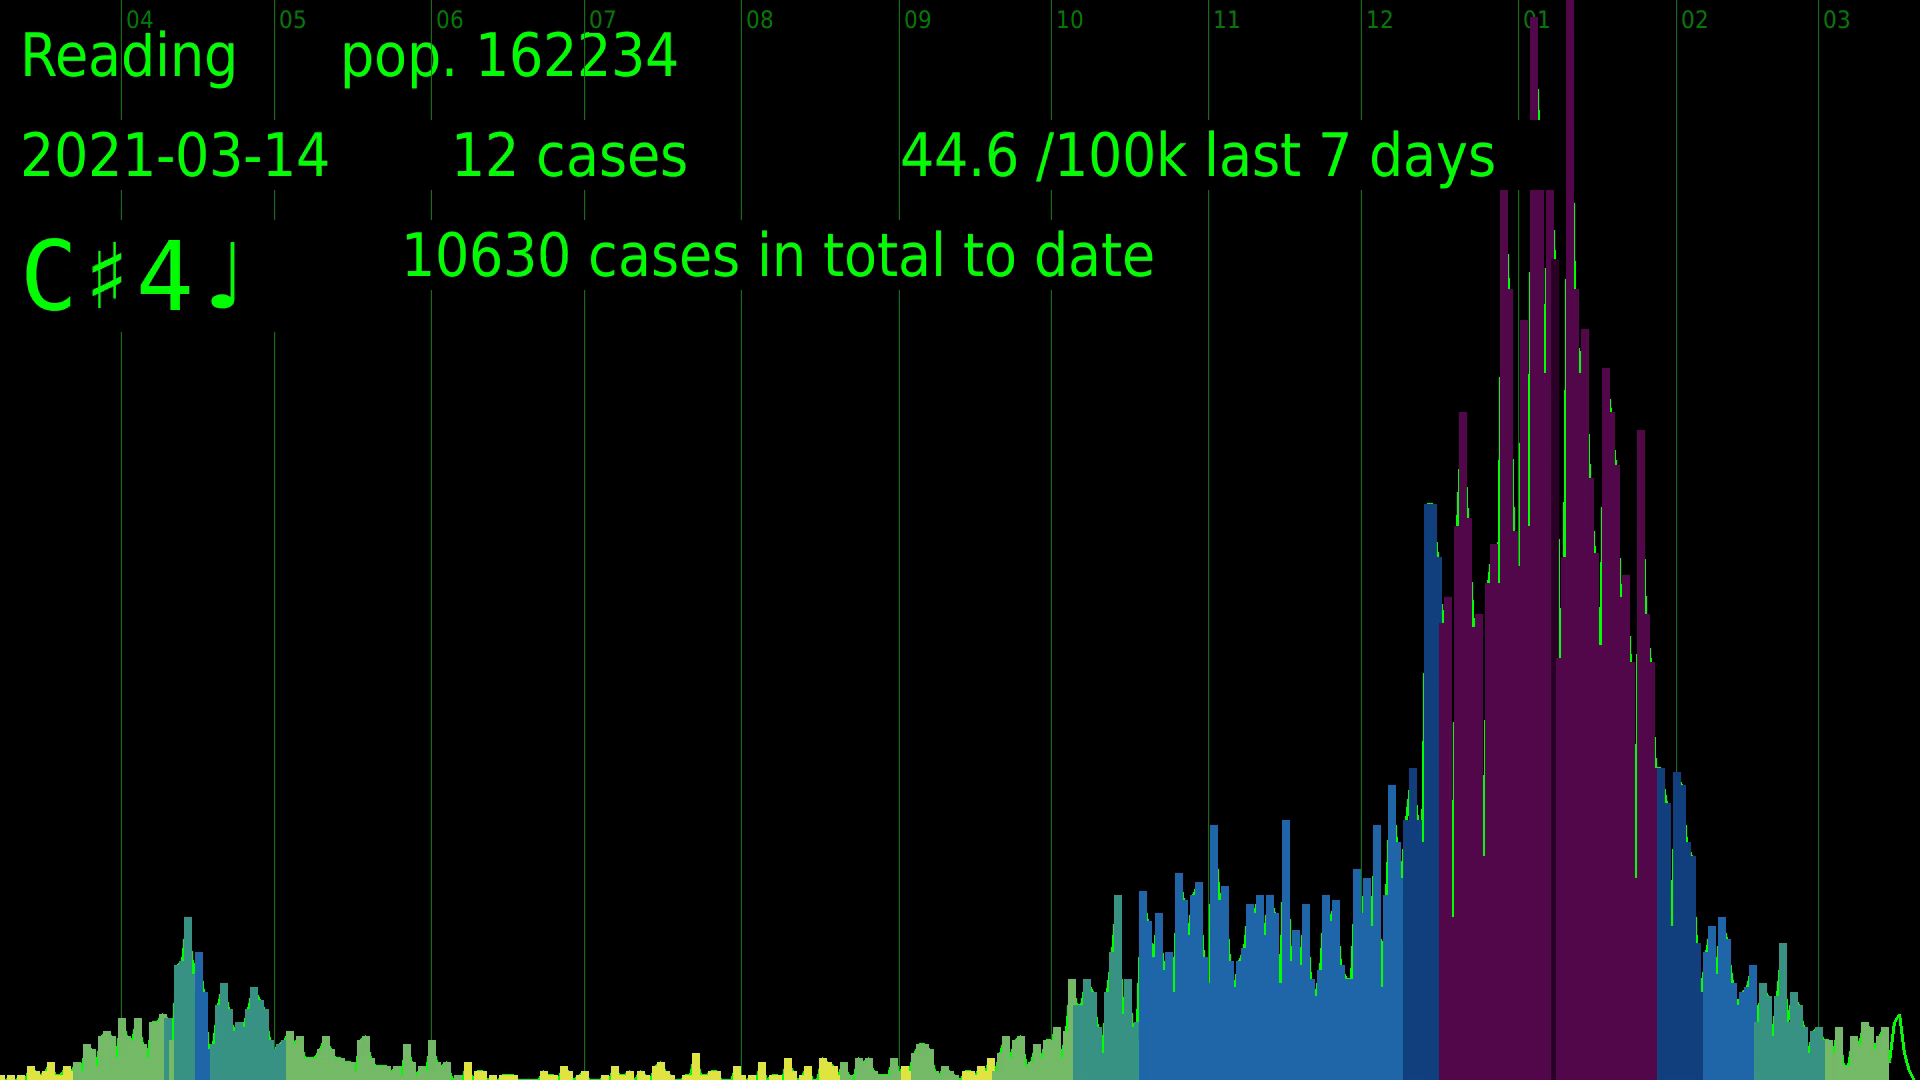 04 05 06 07 08 09 10 11 12 01 02 03
Reading pop. 162234
2021-03-14 12 cases 44.6 /100k last 7 days
C♯4♩ 10630 cases in total to date